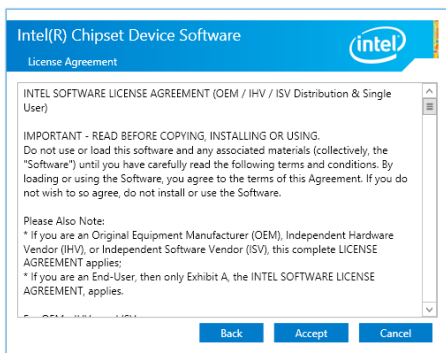 Intel(R) Chipset Device Software
intel
License Agreement
INTEL SOFTWARE LICENSE AGREEMENT (OEM / IHV / ISV Distribution & Single
User)
IMPORTANT - READ BEFORE COPYING, INSTALLING OR USING.
Do not use or load this software and any associated materials (collectively, the
"Software") until you have carefully read the following terms and conditions. By
loading or using the Software, you agree to the terms of this Agreement. If you do
not wish to so agree, do not install or use the Software.
Please Also Note:
* If you are an Original Equipment Manufacturer (OEM), Independent Hardware
Vendor (IHV), or Independent Software Vendor (ISV), this complete LICENSE
AGREEMENT applies;
* If you are an End-User, then only Exhibit A, the INTEL SOFTWARE LICENSE
AGREEMENT, applies.
Back Accept Cancel